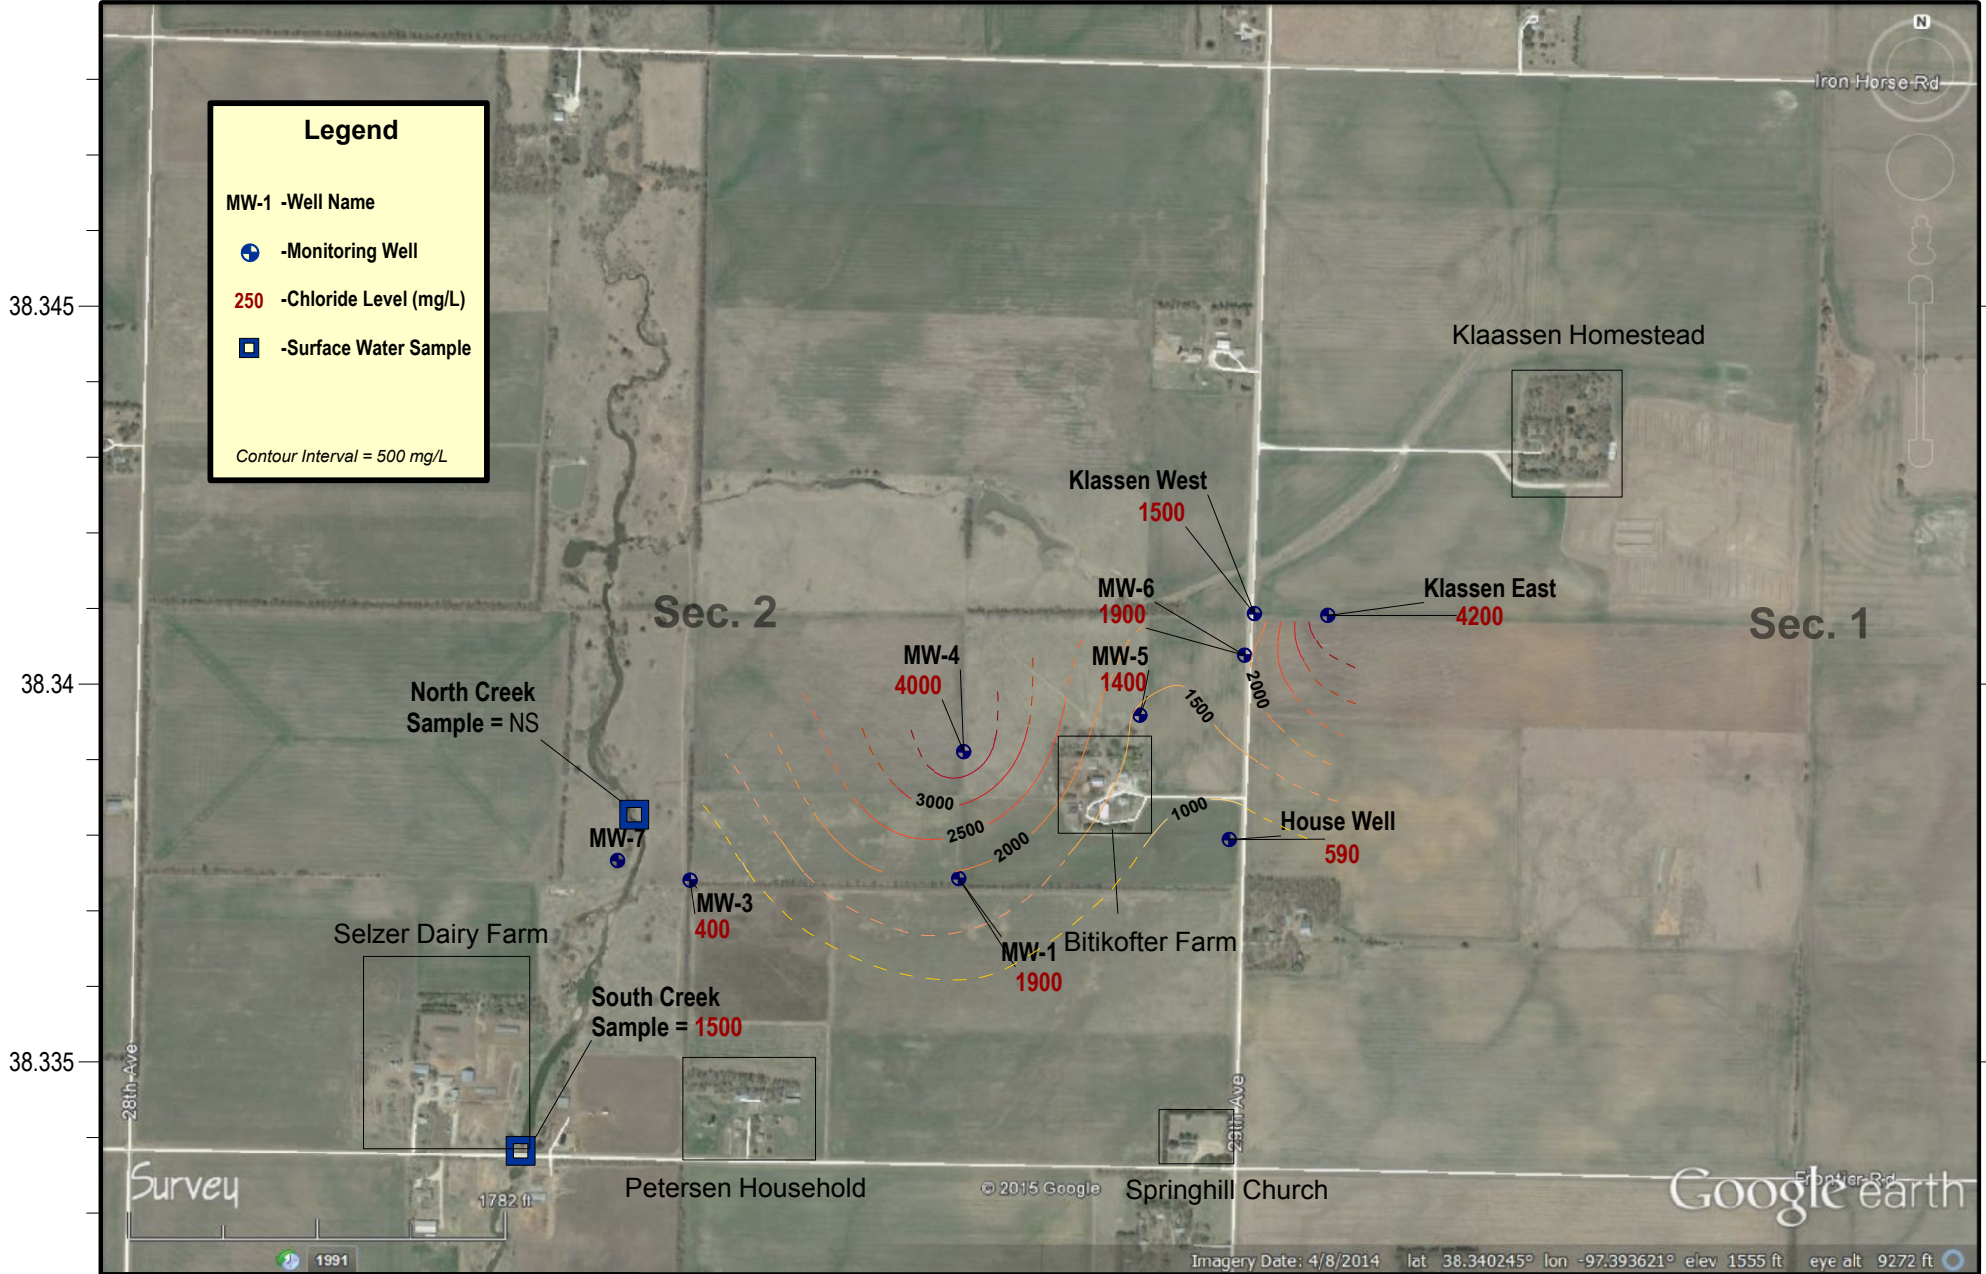 Legend
MW-1 -Well Name
-Monitoring Well
250 -Chloride Level (mg/L)
-Surface Water Sample
Contour Interval = 500 mg/L
N
Iron Horse Rd
38.345
Klaassen Homestead
Klassen West
1500
MW-6
1900
Klassen East
4200
Sec. 2
Sec. 1
MW-4
4000
MW-5
1400
38.34
North Creek
Sample = NS
2000
1500
3000
2500
2000
1000
House Well
590
MW-7
MW-3
400
Selzer Dairy Farm
MW-1
1900
Bitikofter Farm
South Creek
Sample = 1500
38.335
28th Ave
29th Ave
Survey
1782 ft
Petersen Household
© 2015 Google
Springhill Church
Frontier Rd
Google earth
1991
Imagery Date: 4/8/2014 lat 38.340245° lon -97.393621° elev 1555 ft eye alt 9272 ft